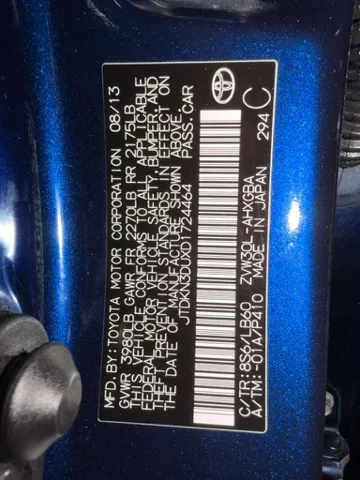 MFD.BY:TOYOTA MOTOR CORPORATION 08/13
GVWR 3980LB GAWR FR 2270LB RR 2175LB
THIS VEHICLE CONFORMS TO ALL APPLICABLE
FEDERAL MOTOR VEHICLE SAFETY, BUMPER,AND
THEFT PREVENTION STANDARDS IN EFFECT ON
THE DATE OF MANUFACTURE SHOWN ABOVE.
JTDKN3DUXD1724464 PASS.CAR
TOYOTA
C/TR:8S6/LB60 ZVW30L-AHXGBA
A/TM:-01A/P410 MADE IN JAPAN
294 C